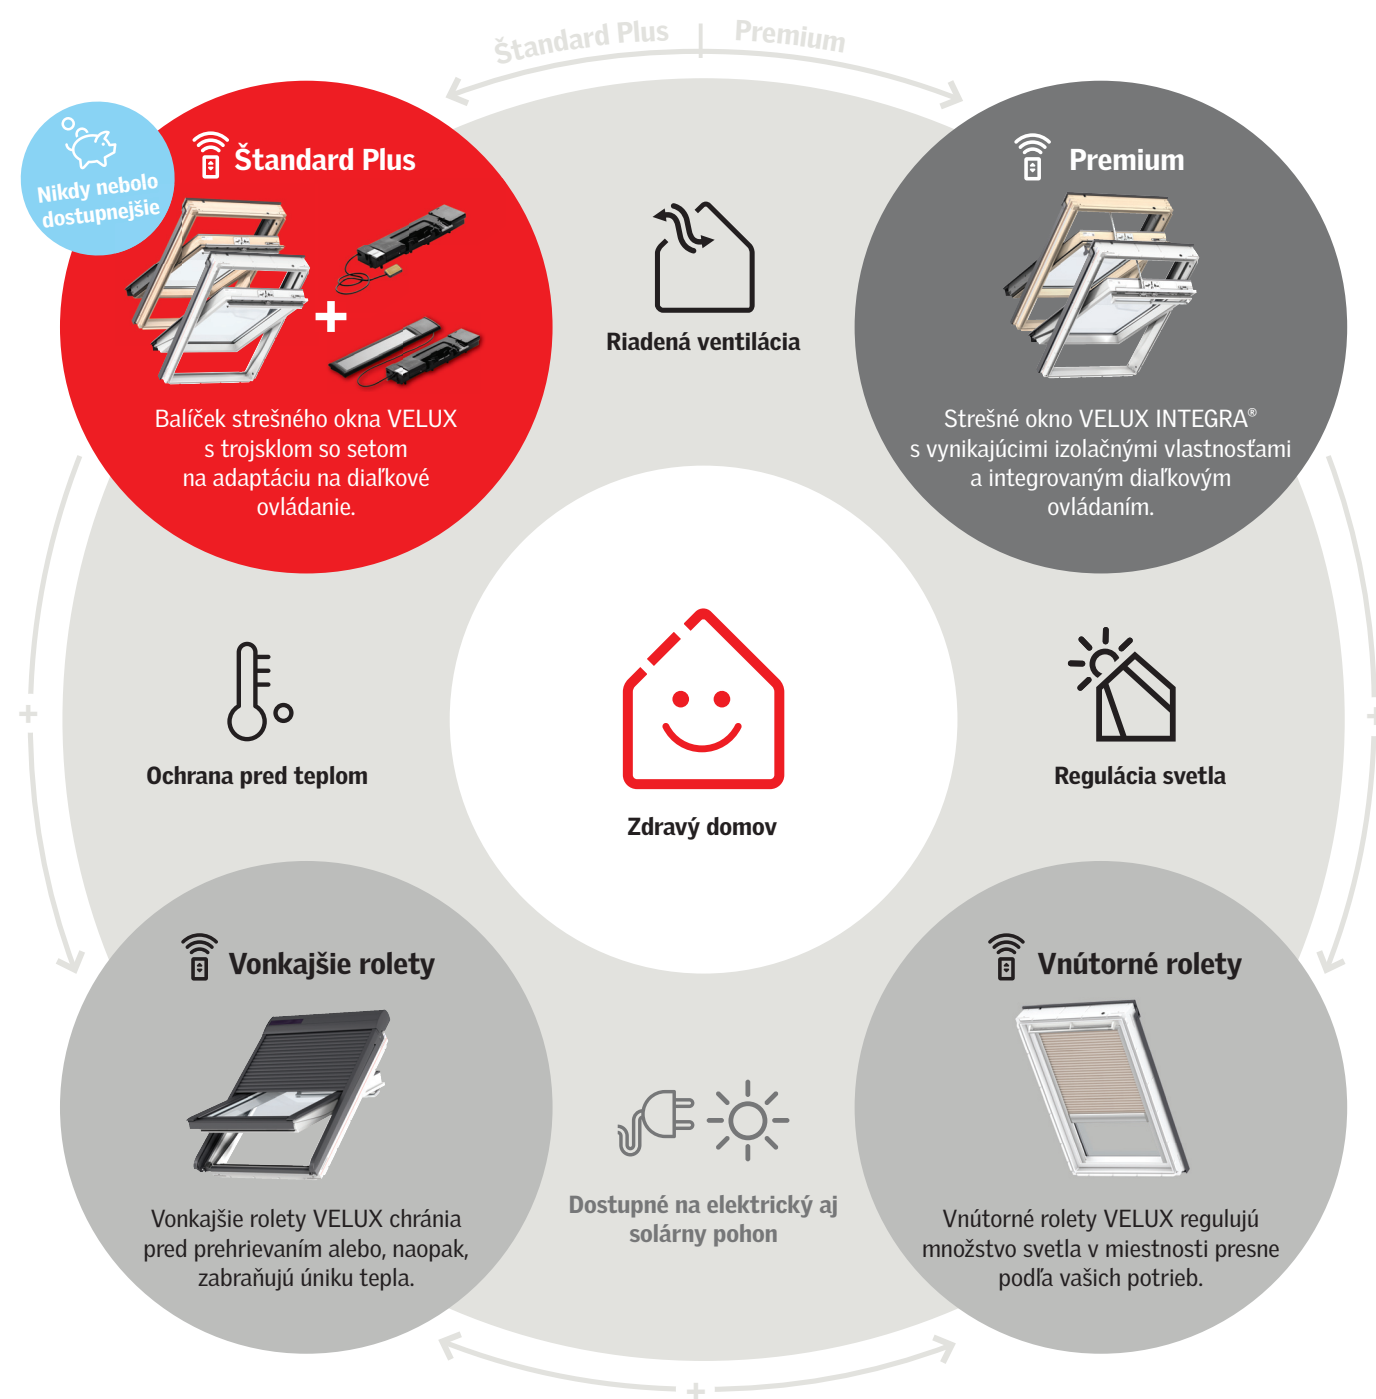 Štandard Plus | Premium
Nikdy nebolo
dostupnejšie
Štandard Plus
Balíček strešného okna VELUX
s trojsklom so setom
na adaptáciu na diaľkové
ovládanie.
Riadená ventilácia
Premium
Strešné okno VELUX INTEGRA®
s vynikajúcimi izolačnými vlastnosťami
a integrovaným diaľkovým
ovládaním.
Ochrana pred teplom
Zdravý domov
Regulácia svetla
Vonkajšie rolety
Vonkajšie rolety VELUX chránia
pred prehrievaním alebo, naopak,
zabraňujú úniku tepla.
Dostupné na elektrický aj
solárny pohon
Vnútorné rolety
Vnútorné rolety VELUX regulujú
množstvo svetla v miestnosti presne
podľa vašich potrieb.